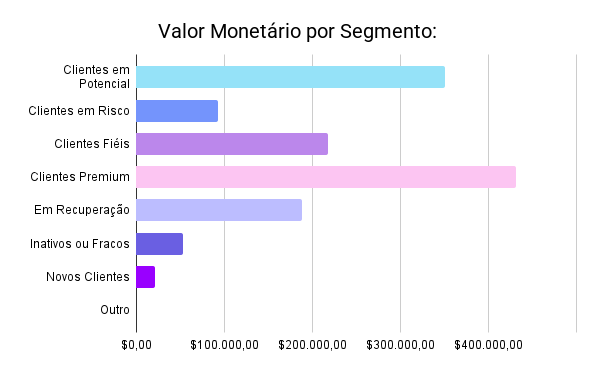 Valor Monetário por Segmento:
Clientes em
Potencial
Clientes em Risco
Clientes Fiéis
Clientes Premium
Em Recuperação
Inativos ou Fracos
Novos Clientes
Outro
$0,00 $100.000,00 $200.000,00 $300.000,00 $400.000,00